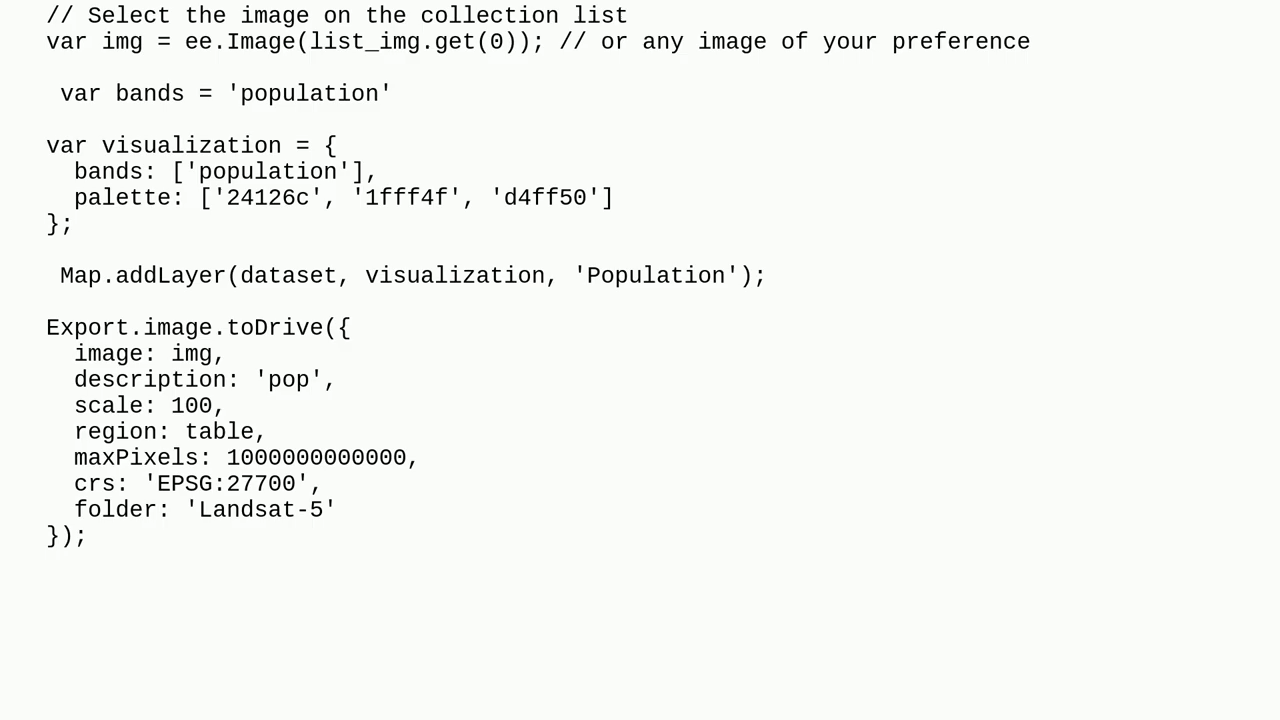 // Select the image on the collection list
var img = ee.Image(list_img.get(0)); // or any image of your preference
var bands = 'population'
var visualization = {
bands: ['population'],
palette: ['24126c', '1fff4f', 'd4ff50']
};
Map.addLayer(dataset, visualization, 'Population');
Export.image.toDrive({
image: img,
description: 'pop',
scale: 100,
region: table,
maxPixels: 1000000000000,
crs: 'EPSG:27700',
folder: 'Landsat-5'
});